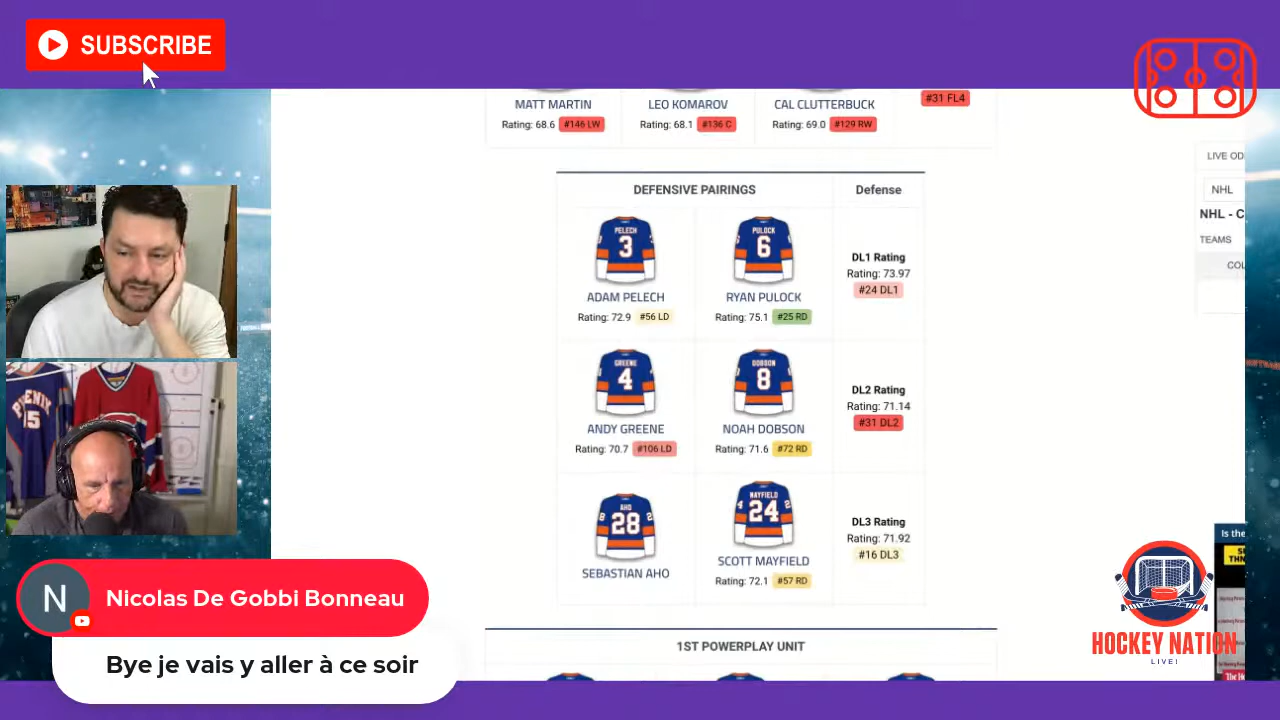 SUBSCRIBE
MATT MARTIN
LEO KOMAROV
CAL CLUTTERBUCK
#31 FL4
Rating: 68.6 #146 LW
Rating: 68.1 #136 C
Rating: 69.0 #129 RW
LIVE OD
NHL
NHL - C
TEAMS
COL
DEFENSIVE PAIRINGS
Defense
PELECH
3
PULOCK
6
ADAM PELECH
RYAN PULOCK
Rating: 72.9 #56 LD
Rating: 75.1 #25 RD
DL1 Rating
Rating: 73.97
#24 DL1
GREENE
4
DOBSON
8
ANDY GREENE
NOAH DOBSON
Rating: 70.7 #106 LD
Rating: 71.6 #72 RD
DL2 Rating
Rating: 71.14
#31 DL2
AHO
28
MAYFIELD
24
SEBASTIAN AHO
SCOTT MAYFIELD
Rating: 72.1 #57 RD
DL3 Rating
Rating: 71.92
#16 DL3
1ST POWERPLAY UNIT
PHOENIX
15
N
Nicolas De Gobbi Bonneau
Bye je vais y aller à ce soir
Is the
HOCKEY NATION
LIVE!